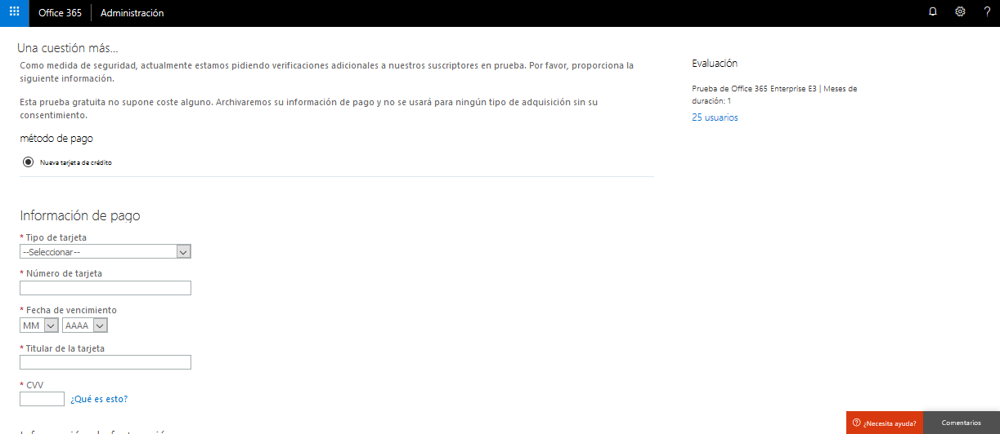 Office 365
Administración
Una cuestión más...
Como medida de seguridad, actualmente estamos pidiendo verificaciones adicionales a nuestros suscriptores en prueba. Por favor, proporciona la
siguiente información.
Esta prueba gratuita no supone coste alguno. Archivaremos su información de pago y no se usará para ningún tipo de adquisición sin su
consentimiento.
método de pago
Nueva tarjeta de crédito
Evaluación
Prueba de Office 365 Enterprise E3 | Meses de
duración: 1
25 usuarios
Información de pago
* Tipo de tarjeta
--Seleccionar--
* Número de tarjeta
* Fecha de vencimiento
MM
AAAA
* Titular de la tarjeta
* CVV
¿Qué es esto?
¿Necesita ayuda?
Comentarios